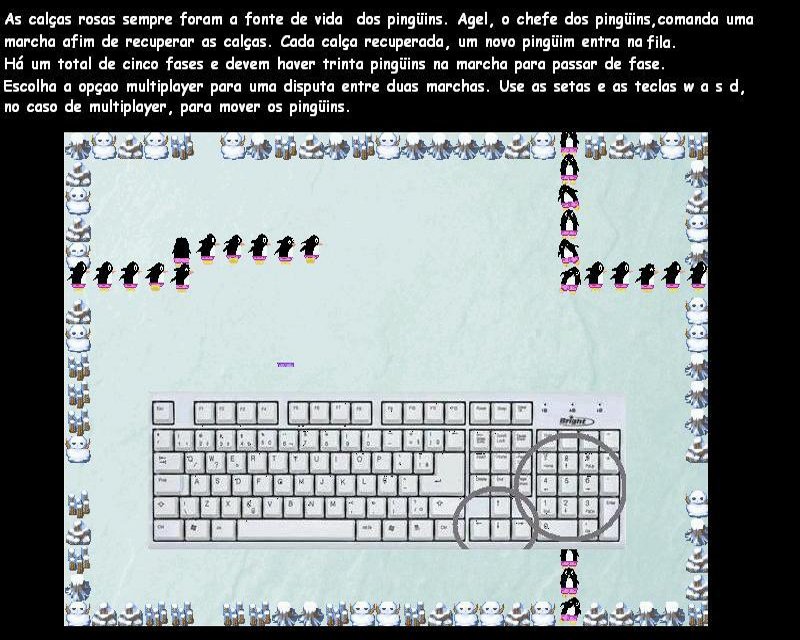 As calças rosas sempre foram a fonte de vida dos pingüins. Agel, o chefe dos pingüins,comanda uma
marcha afim de recuperar as calças. Cada calça recuperada, um novo pingüim entra na fila.
Há um total de cinco fases e devem haver trinta pingüins na marcha para passar de fase.
Escolha a opçao multiplayer para uma disputa entre duas marchas. Use as setas e as teclas w a s d,
no caso de multiplayer, para mover os pingüins.
Bright
Q W E R T Y U I O P
A S D F G H J K L
Z X C V B N M